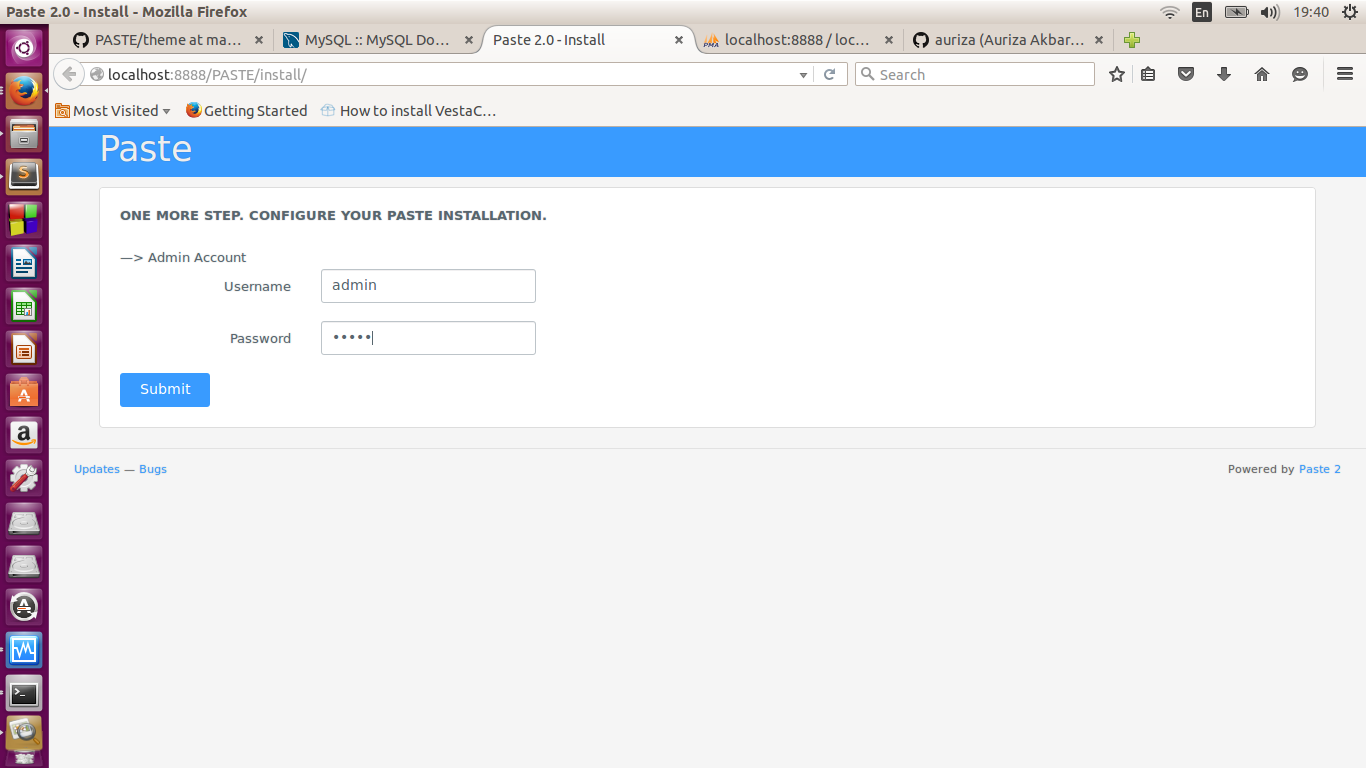 Paste 2.0 - Install - Mozilla Firefox
En
19:40
PASTE/theme at ma...
MySQL :: MySQL Do...
Paste 2.0 - Install
PMA
localhost:8888 / loc...
auriza (Auriza Akbar...
localhost:8888/PASTE/install/
Search
Most Visited
Getting Started
How to install VestaC...
Paste
ONE MORE STEP. CONFIGURE YOUR PASTE INSTALLATION.
—> Admin Account
Username
admin
Password
•••••
Submit
Updates — Bugs
Powered by Paste 2